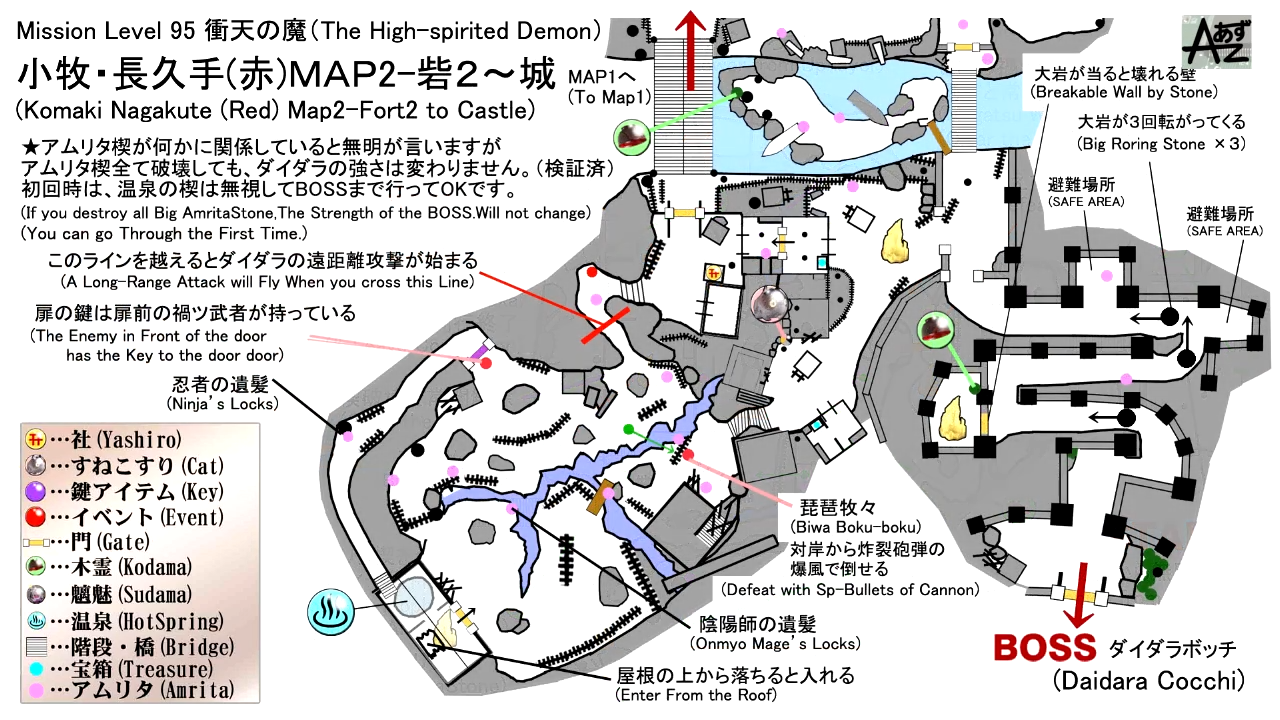 Mission Level 95 衝天の魔(The High-spirited Demon)
小牧・長久手(赤)MAP2-砦2～城
(Komaki Nagakute (Red) Map2-Fort2 to Castle)
MAP1へ
(To Map1)
あず
AZ
★アムリタ楔が何かに関係していると無明が言いますが
アムリタ楔全て破壊しても、ダイダラの強さは変わりません。(検証済)
初回時は、温泉の楔は無視してBOSSまで行ってOKです。
(If you destroy all Big AmritaStone,The Strength of the BOSS.Will not change)
(You can go Through the First Time.)
このラインを越えるとダイダラの遠距離攻撃が始まる
(A Long-Range Attack will Fly When you cross this Line)
扉の鍵は扉前の禍ツ武者が持っている
(The Enemy in Front of the door
has the Key to the door door)
忍者の遺髪
(Ninja's Locks)
大岩が当ると壊れる壁
(Breakable Wall by Stone)
大岩が3回転がってくる
(Big Roring Stone ×3)
避難場所
(SAFE AREA)
避難場所
(SAFE AREA)
…社(Yashiro)
…すねこすり(Cat)
…鍵アイテム(Key)
…イベント(Event)
…門(Gate)
…木霊(Kodama)
…魑魅(Sudama)
…温泉(HotSpring)
…階段・橋(Bridge)
…宝箱(Treasure)
…アムリタ(Amrita)
琵琶牧々
(Biwa Boku-boku)
対岸から炸裂砲弾の
爆風で倒せる
(Defeat with Sp-Bullets of Cannon)
陰陽師の遺髪
(Onmyo Mage's Locks)
屋根の上から落ちると入れる
(Enter From the Roof)
BOSS ダイダラボッチ
(Daidara Cocchi)